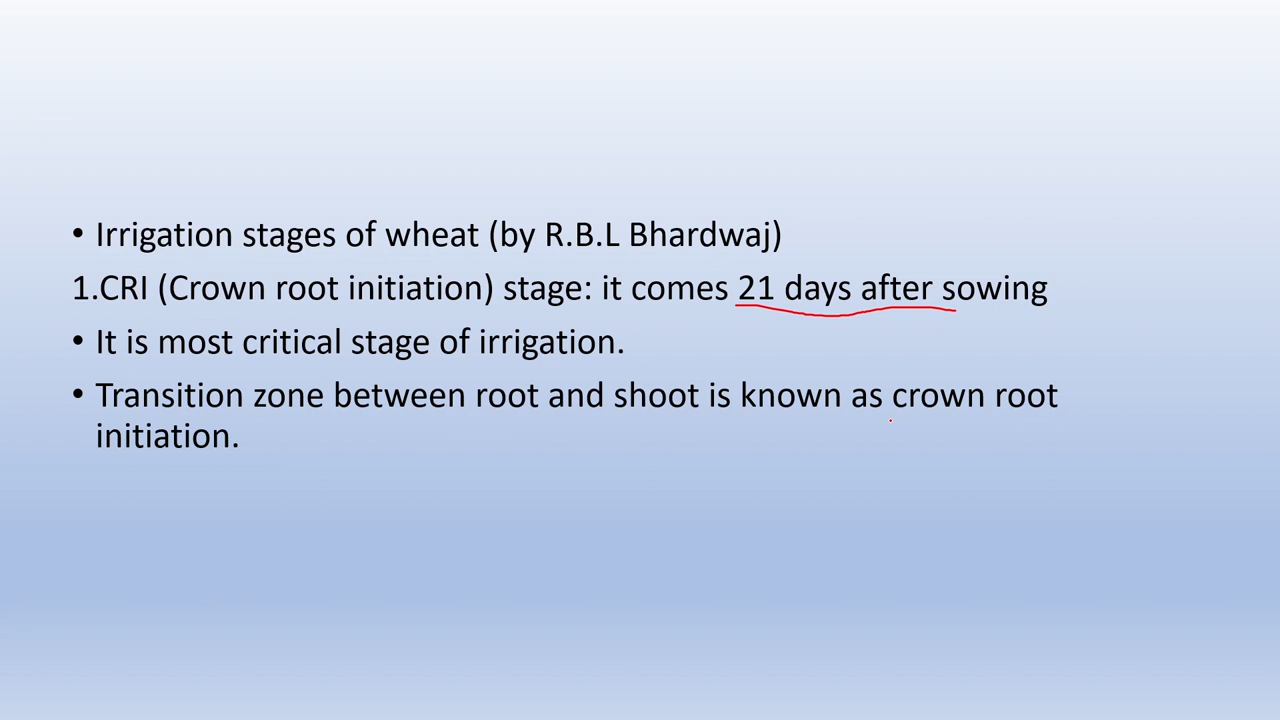 • Irrigation stages of wheat (by R.B.L Bhardwaj)
1.CRI (Crown root initiation) stage: it comes 21 days after sowing
• It is most critical stage of irrigation.
• Transition zone between root and shoot is known as crown root
initiation.